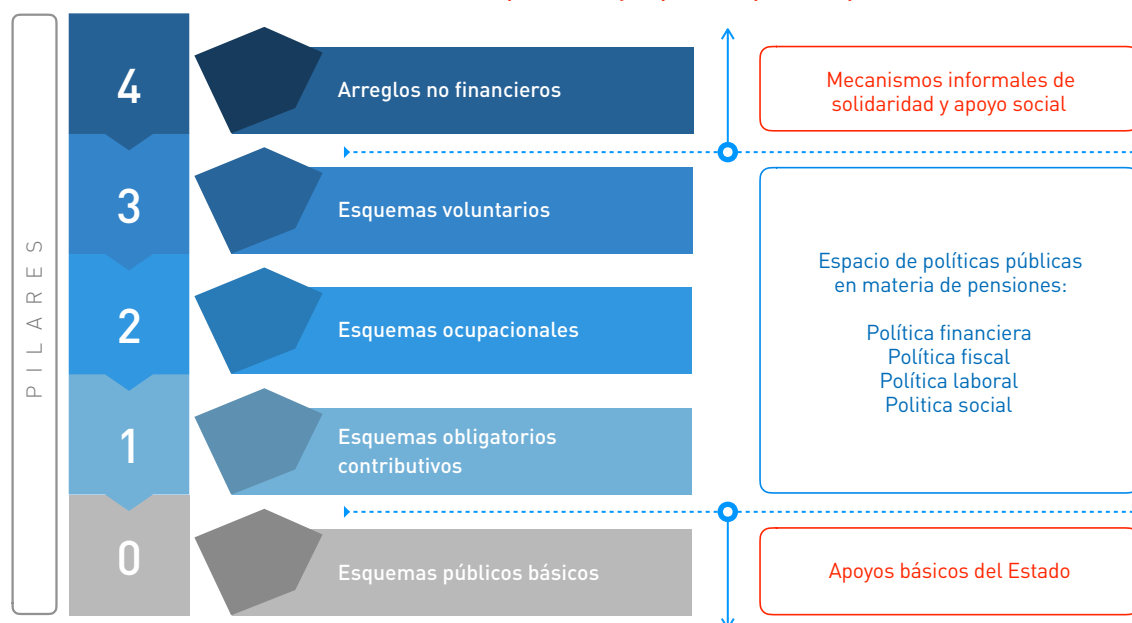 PILARES
4
Arreglos no financieros
Mecanismos informales de
solidaridad y apoyo social
3
Esquemas voluntarios
Espacio de políticas públicas
en materia de pensiones:
Política financiera
Política fiscal
Política laboral
Politica social
2
Esquemas ocupacionales
1
Esquemas obligatorios
contributivos
0
Esquemas públicos básicos
Apoyos básicos del Estado